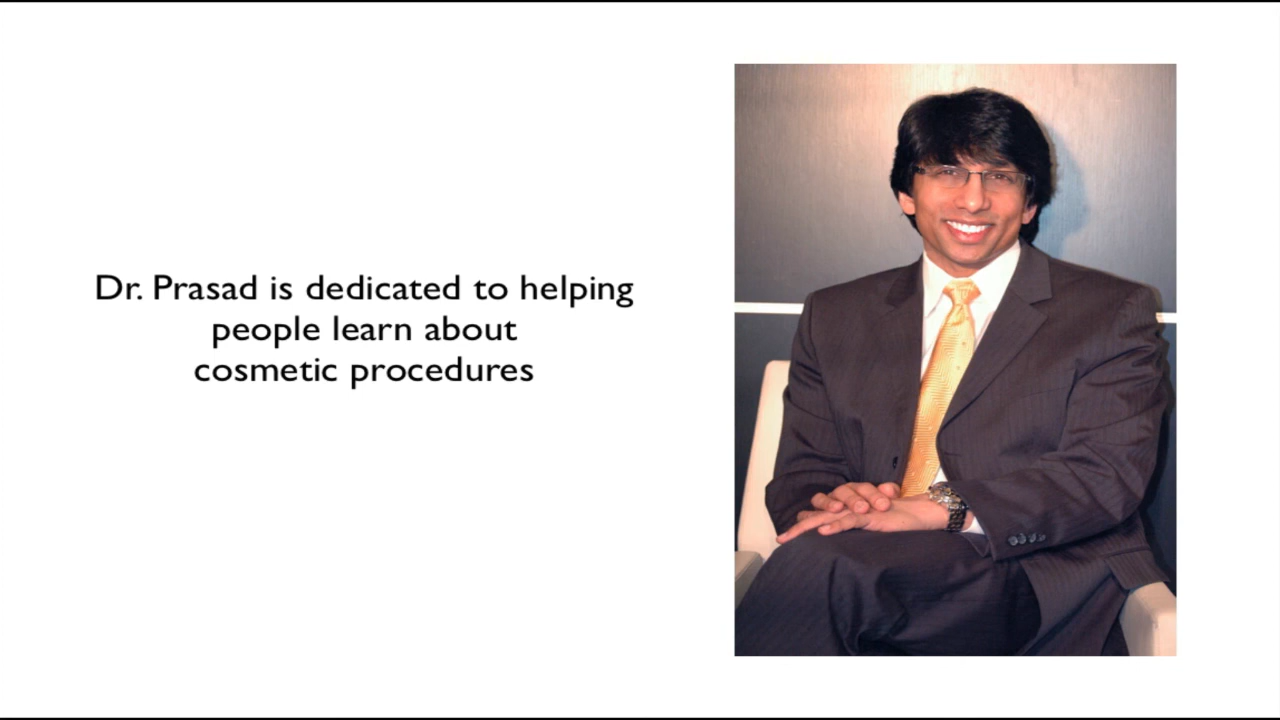 Dr. Prasad is dedicated to helping
people learn about
cosmetic procedures